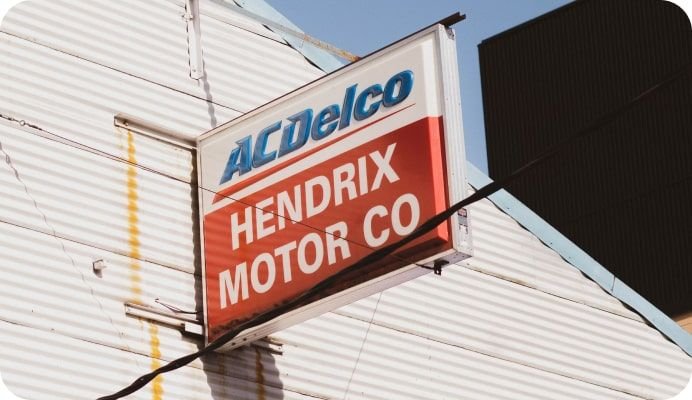 ACDelco
HENDRIX
MOTOR CO